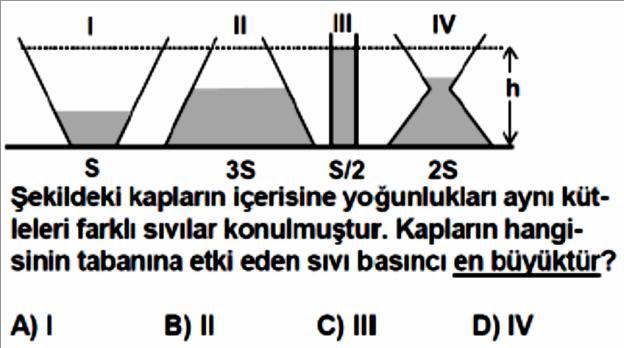 I II III IV
h
S 3S S/2 2S
Şekildeki kapların içerisine yoğunlukları aynı küt-
leleri farklı sıvılar konulmuştur. Kapların hangi-
sinin tabanına etki eden sıvı basıncı en büyüktür?
A) I B) II C) III D) IV